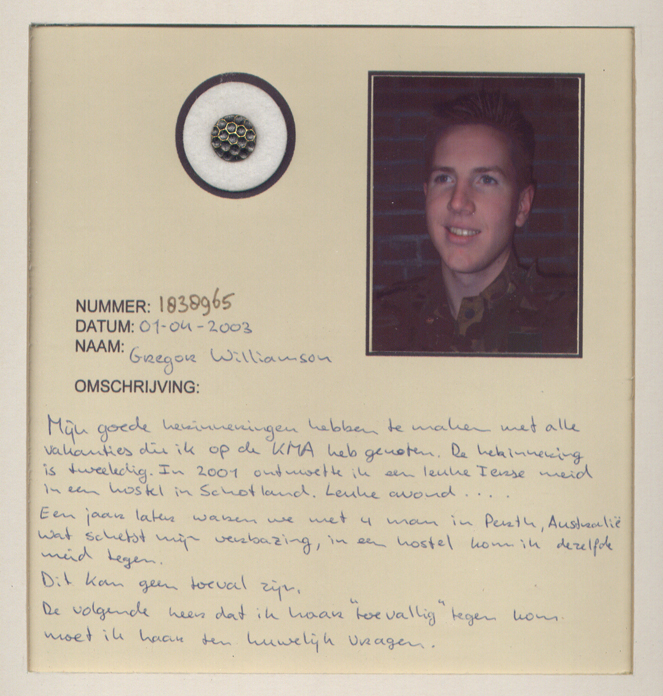 NUMMER: 1838965
DATUM: 01-04-2003
NAAM: Gregor Williamson
OMSCHRIJVING:
Mijn goede herinneringen hebben te maken met alle
vakanties die ik op de KMA heb genoten. De herinnering
is tweeledig. In 2001 ontmoette ik een leuke Ierse meid
in een hostel in Schotland. Leuke avond ....
Een jaar later waren we met 4 man in Perth, Australië
wat schetst mijn verbazing, in een hostel kom ik dezelfde
meid tegen.
Dit kan geen toeval zijn.
De volgende keer dat ik haar "toevallig" tegen kom
moet ik haar ten huwelijk vragen.